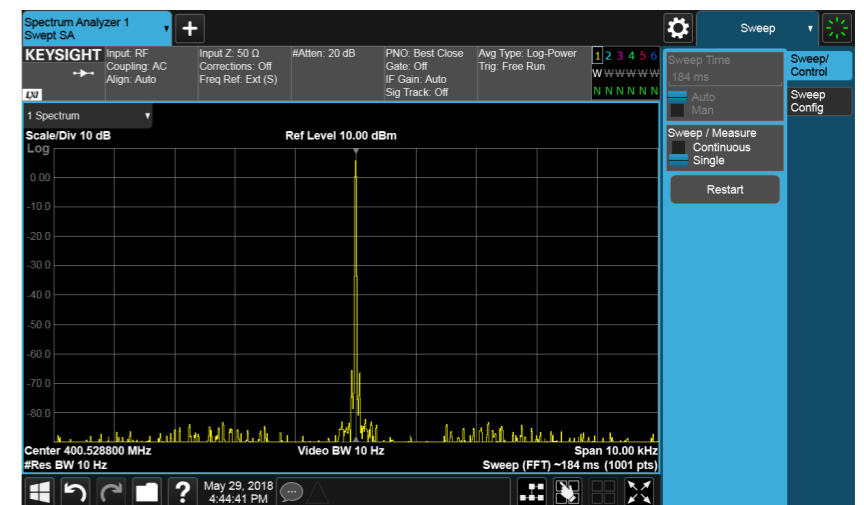 Spectrum Analyzer 1
Swept SA
+
Sweep
KEYSIGHT
LXI
Input: RF
Coupling: AC
Align: Auto
Input Z: 50 Ω
Corrections: Off
Freq Ref: Ext (S)
#Atten: 20 dB
PNO: Best Close
Gate: Off
IF Gain: Auto
Sig Track: Off
Avg Type: Log-Power
Trig: Free Run
1 2 3 4 5 6
W W W W W W
N N N N N N
Sweep Time
184 ms
Auto
Man
Sweep / Measure
Continuous
Single
Restart
Sweep/
Control
Sweep
Config
1 Spectrum
Scale/Div 10 dB
Ref Level 10.00 dBm
Log
0.00
-10.0
-20.0
-30.0
-40.0
-50.0
-60.0
-70.0
-80.0
Center 400.528800 MHz
Video BW 10 Hz
Span 10.00 kHz
#Res BW 10 Hz
Sweep (FFT) ~184 ms (1001 pts)
?
May 29, 2018
4:44:41 PM